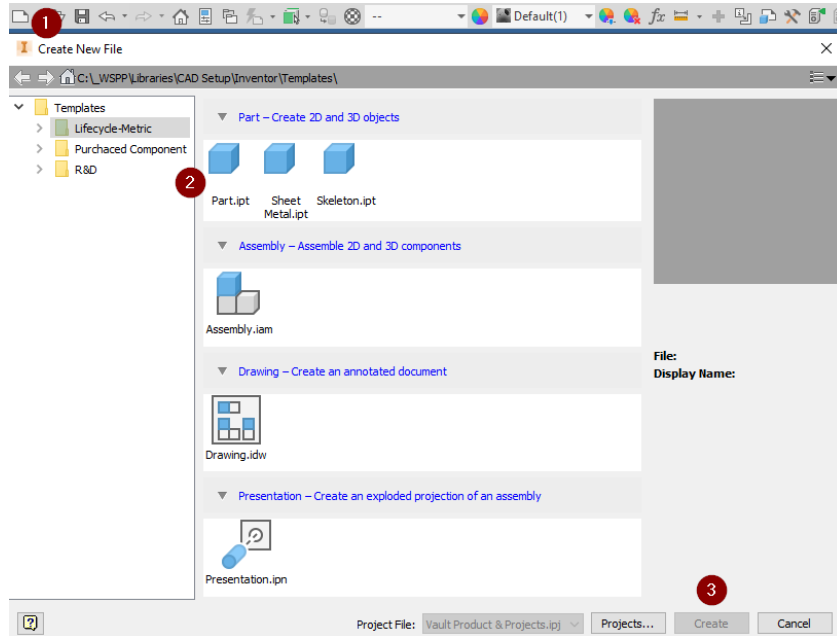 1
--
Default(1)
fx
I Create New File
C:\_WSPP\Libraries\CAD Setup\Inventor\Templates\
Templates
Lifecycle-Metric
Purchaced Component
R&D
Part – Create 2D and 3D objects
2
Part.ipt Sheet Metal.ipt Skeleton.ipt
Assembly – Assemble 2D and 3D components
Assembly.iam
File:
Display Name:
Drawing – Create an annotated document
Drawing.idw
Presentation – Create an exploded projection of an assembly
Presentation.ipn
3
?
Project File: Vault Product & Projects.ipj Projects... Create Cancel